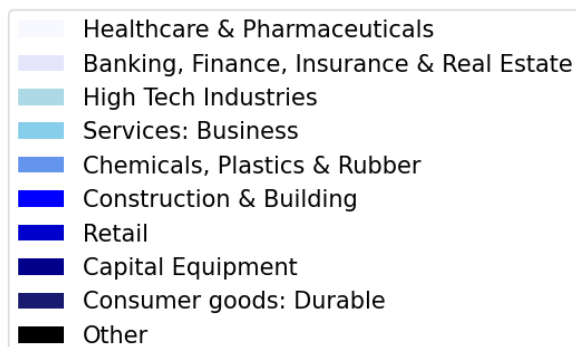 Healthcare & Pharmaceuticals
Banking, Finance, Insurance & Real Estate
High Tech Industries
Services: Business
Chemicals, Plastics & Rubber
Construction & Building
Retail
Capital Equipment
Consumer goods: Durable
Other